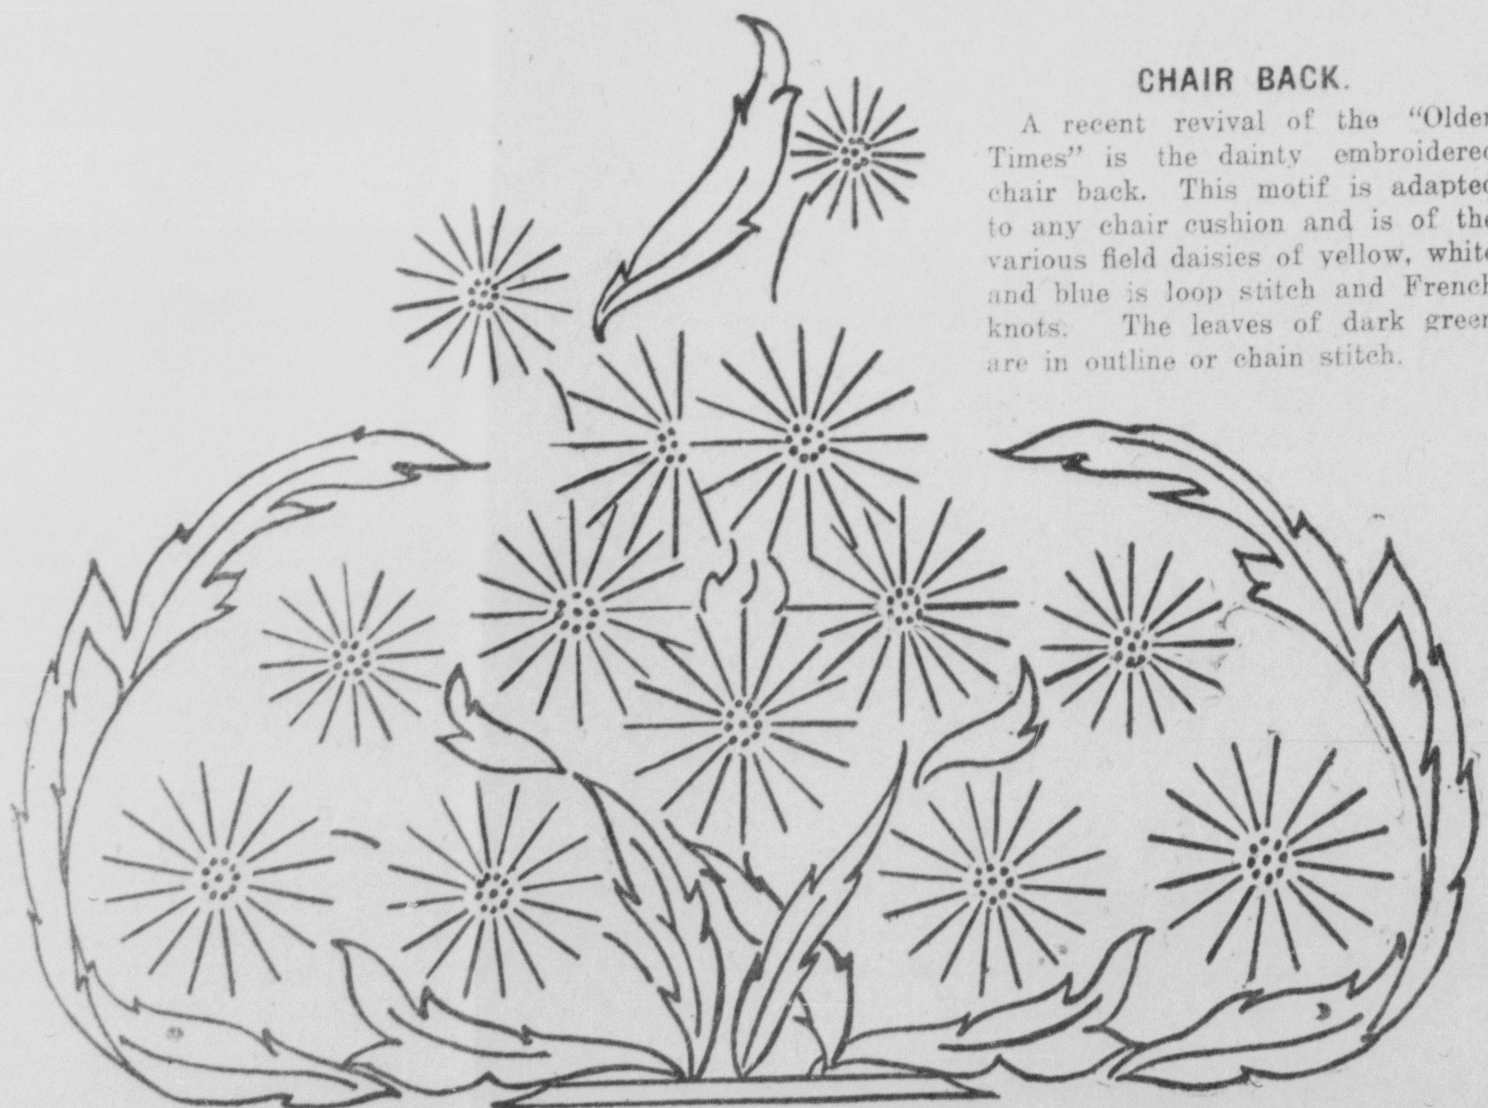 CHAIR BACK.
A recent revival of the “Older
Times” is the dainty embroidered
chair back. This motif is adapted
to any chair cushion and is of the
various field daisies of yellow, white
and blue is loop stitch and French
knots. The leaves of dark green
are in outline or chain stitch.